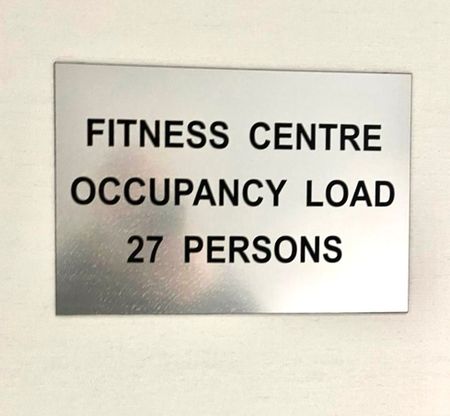 FITNESS CENTRE
OCCUPANCY LOAD
27 PERSONS